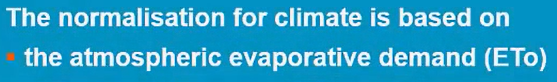 The normalisation for climate is based on
▪ the atmospheric evaporative demand (ETo)